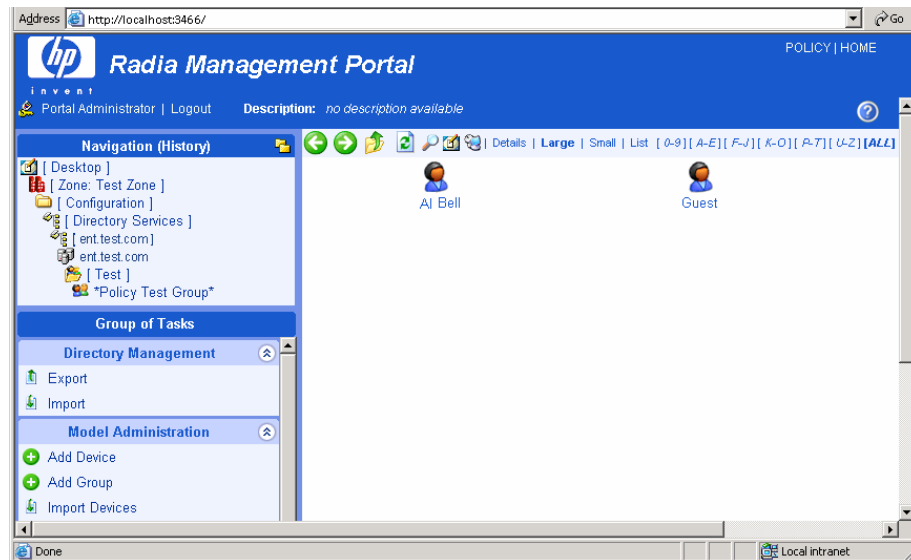 Address http://localhost:3466/ Go
hp
invent
Radia Management Portal
POLICY | HOME
Portal Administrator | Logout Description: no description available ?
Navigation (History)
[ Desktop ]
[ Zone: Test Zone ]
[ Configuration ]
[ Directory Services ]
[ ent.test.com ]
ent.test.com
[ Test ]
*Policy Test Group*
Group of Tasks
Directory Management
Export
Import
Model Administration
Add Device
Add Group
Import Devices
| Details | Large | Small | List [ 0-9 ] [ A-E ] [ F-J ] [ K-O ] [ P-T ] [ U-Z ] [ALL]
Al Bell Guest
Done Local intranet